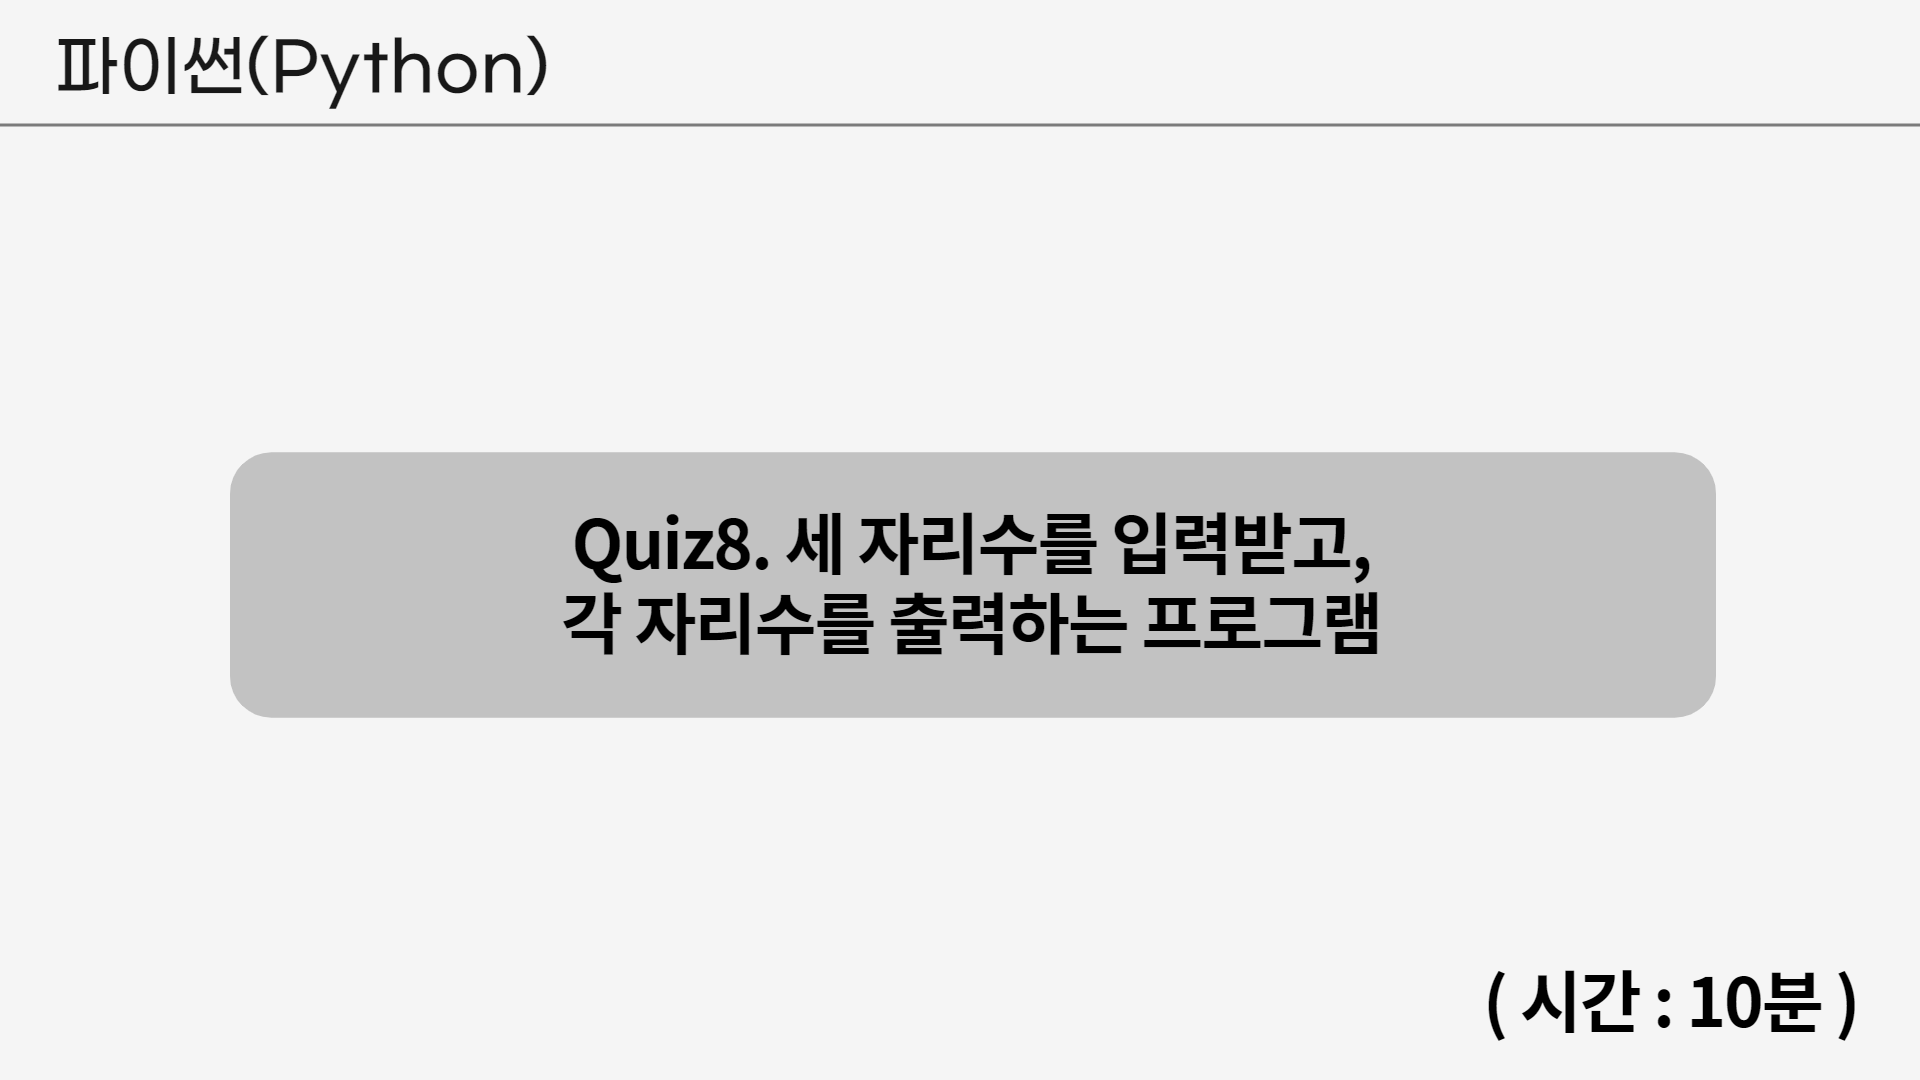 파이썬(Python)
Quiz8. 세 자리수를 입력받고,
각 자리수를 출력하는 프로그램
( 시간 : 10분 )